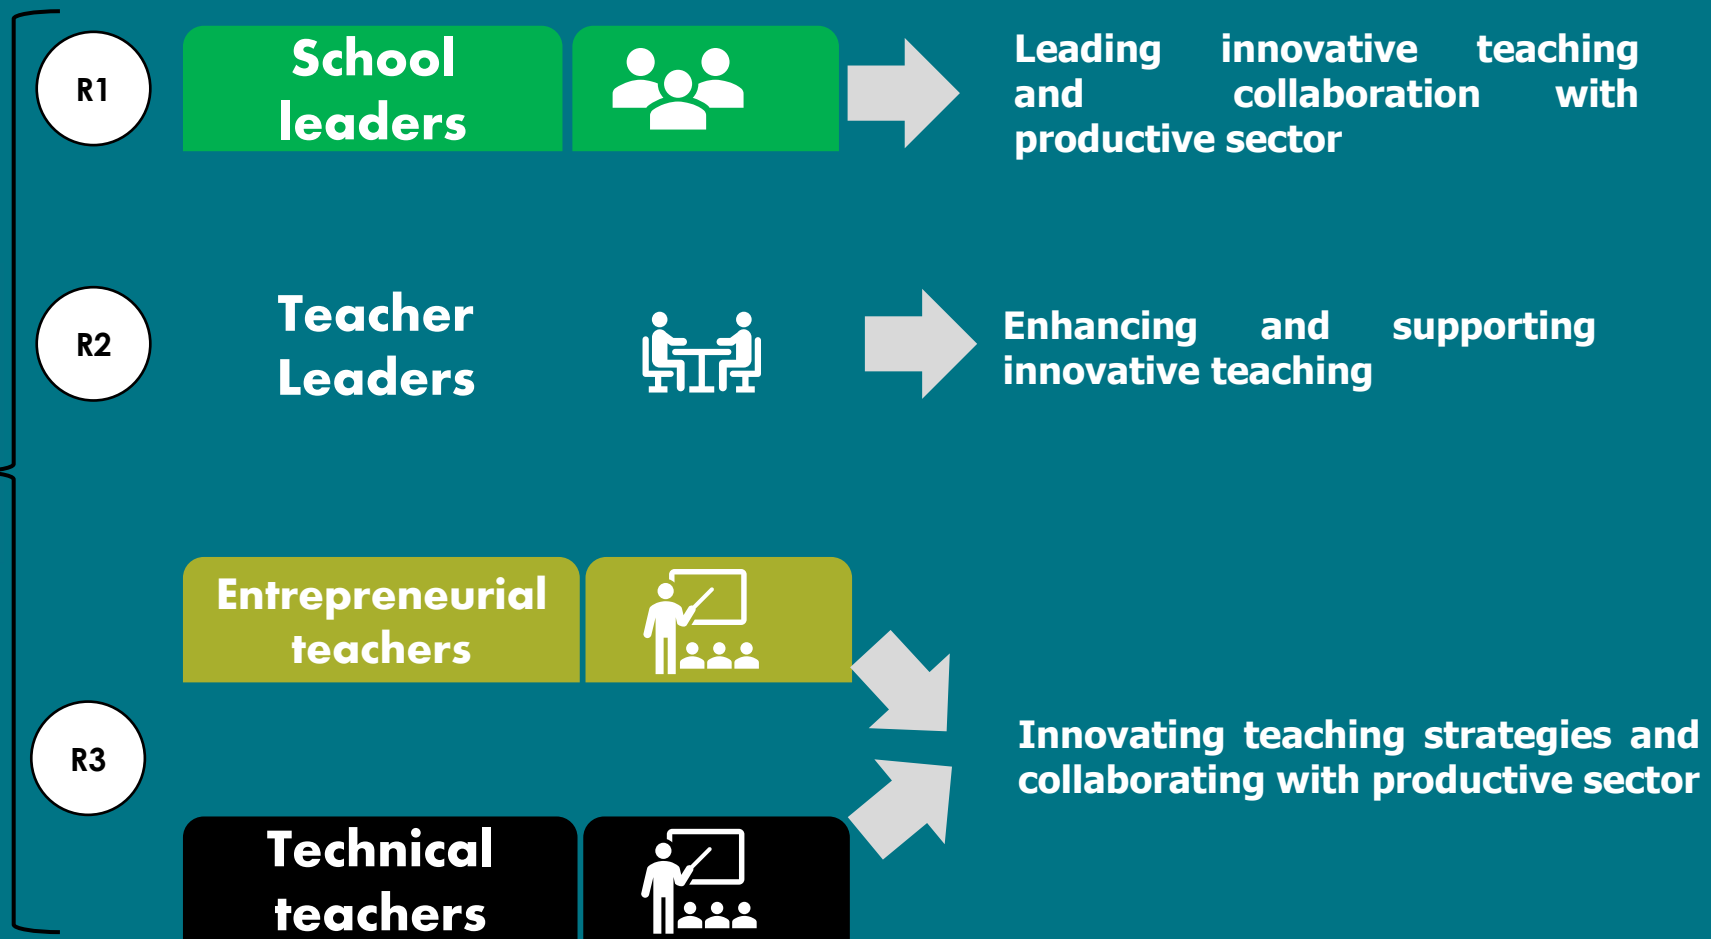 R1
School
leaders
Leading innovative teaching
and collaboration with
productive sector
R2
Teacher
Leaders
Enhancing and supporting
innovative teaching
R3
Entrepreneurial
teachers
Technical
teachers
Innovating teaching strategies and
collaborating with productive sector